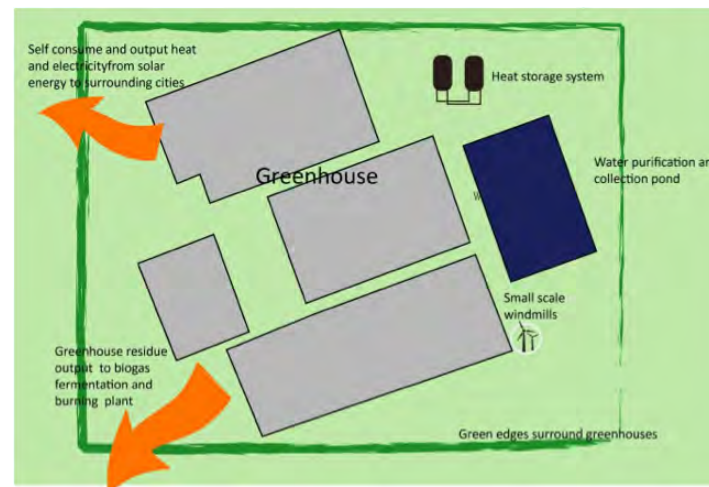 Self consume and output heat
and electricityfrom solar
energy to surrounding cities
Heat storage system
Greenhouse
Water purification an
collection pond
Small scale
windmills
Greenhouse residue
output to biogas
fermentation and
burning plant
Green edges surround greenhouses